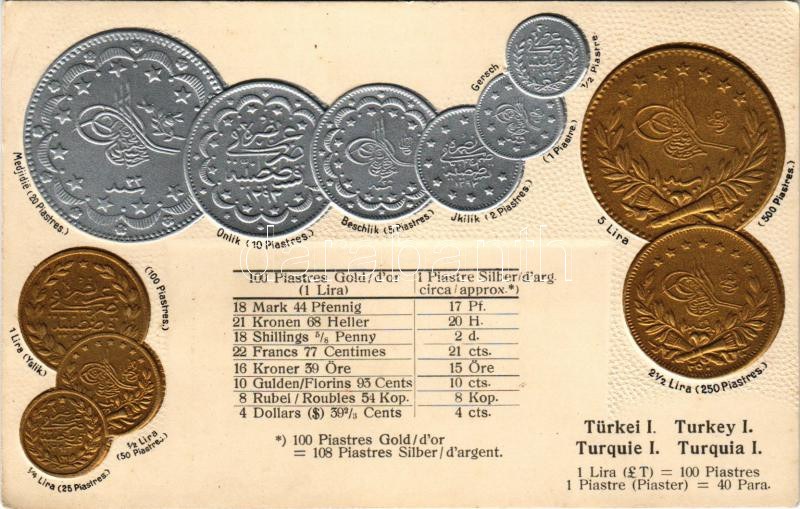 Medjidie (20 Piastres.)
Onlik (10 Piastres.)
Beschlik (5 Piastres.)
Jkilik (2 Piastres.)
Gersch
(1 Piastre.)
1/2 Piastre
5 Lira
(500 Piastres.)
2½ Lira (250 Piastres.)
(100 Piastres.)
1 Lira (Yslik)
½ Lira
(50 Piastres.)
¼ Lira (25 Piastres.)
darabanth
100 Piastres Gold/d'or
(1 Lira)
1 Piastre Silber/d'arg.
circa/approx.*)
18 Mark 44 Pfennig 17 Pf.
21 Kronen 68 Heller 20 H.
18 Shillings ⁵/₈ Penny 2 d.
22 Francs 77 Centimes 21 cts.
16 Kroner 39 Öre 15 Öre
10 Gulden/Florins 93 Cents 10 cts.
8 Rubel / Roubles 54 Kop. 8 Kop.
4 Dollars ($) 39²/₃ Cents 4 cts.
*) 100 Piastres Gold/d'or
= 108 Piastres Silber/d'argent.
Türkei I. Turkey I.
Turquie I. Turquia I.
1 Lira (£T) = 100 Piastres
1 Piastre (Piaster) = 40 Para.